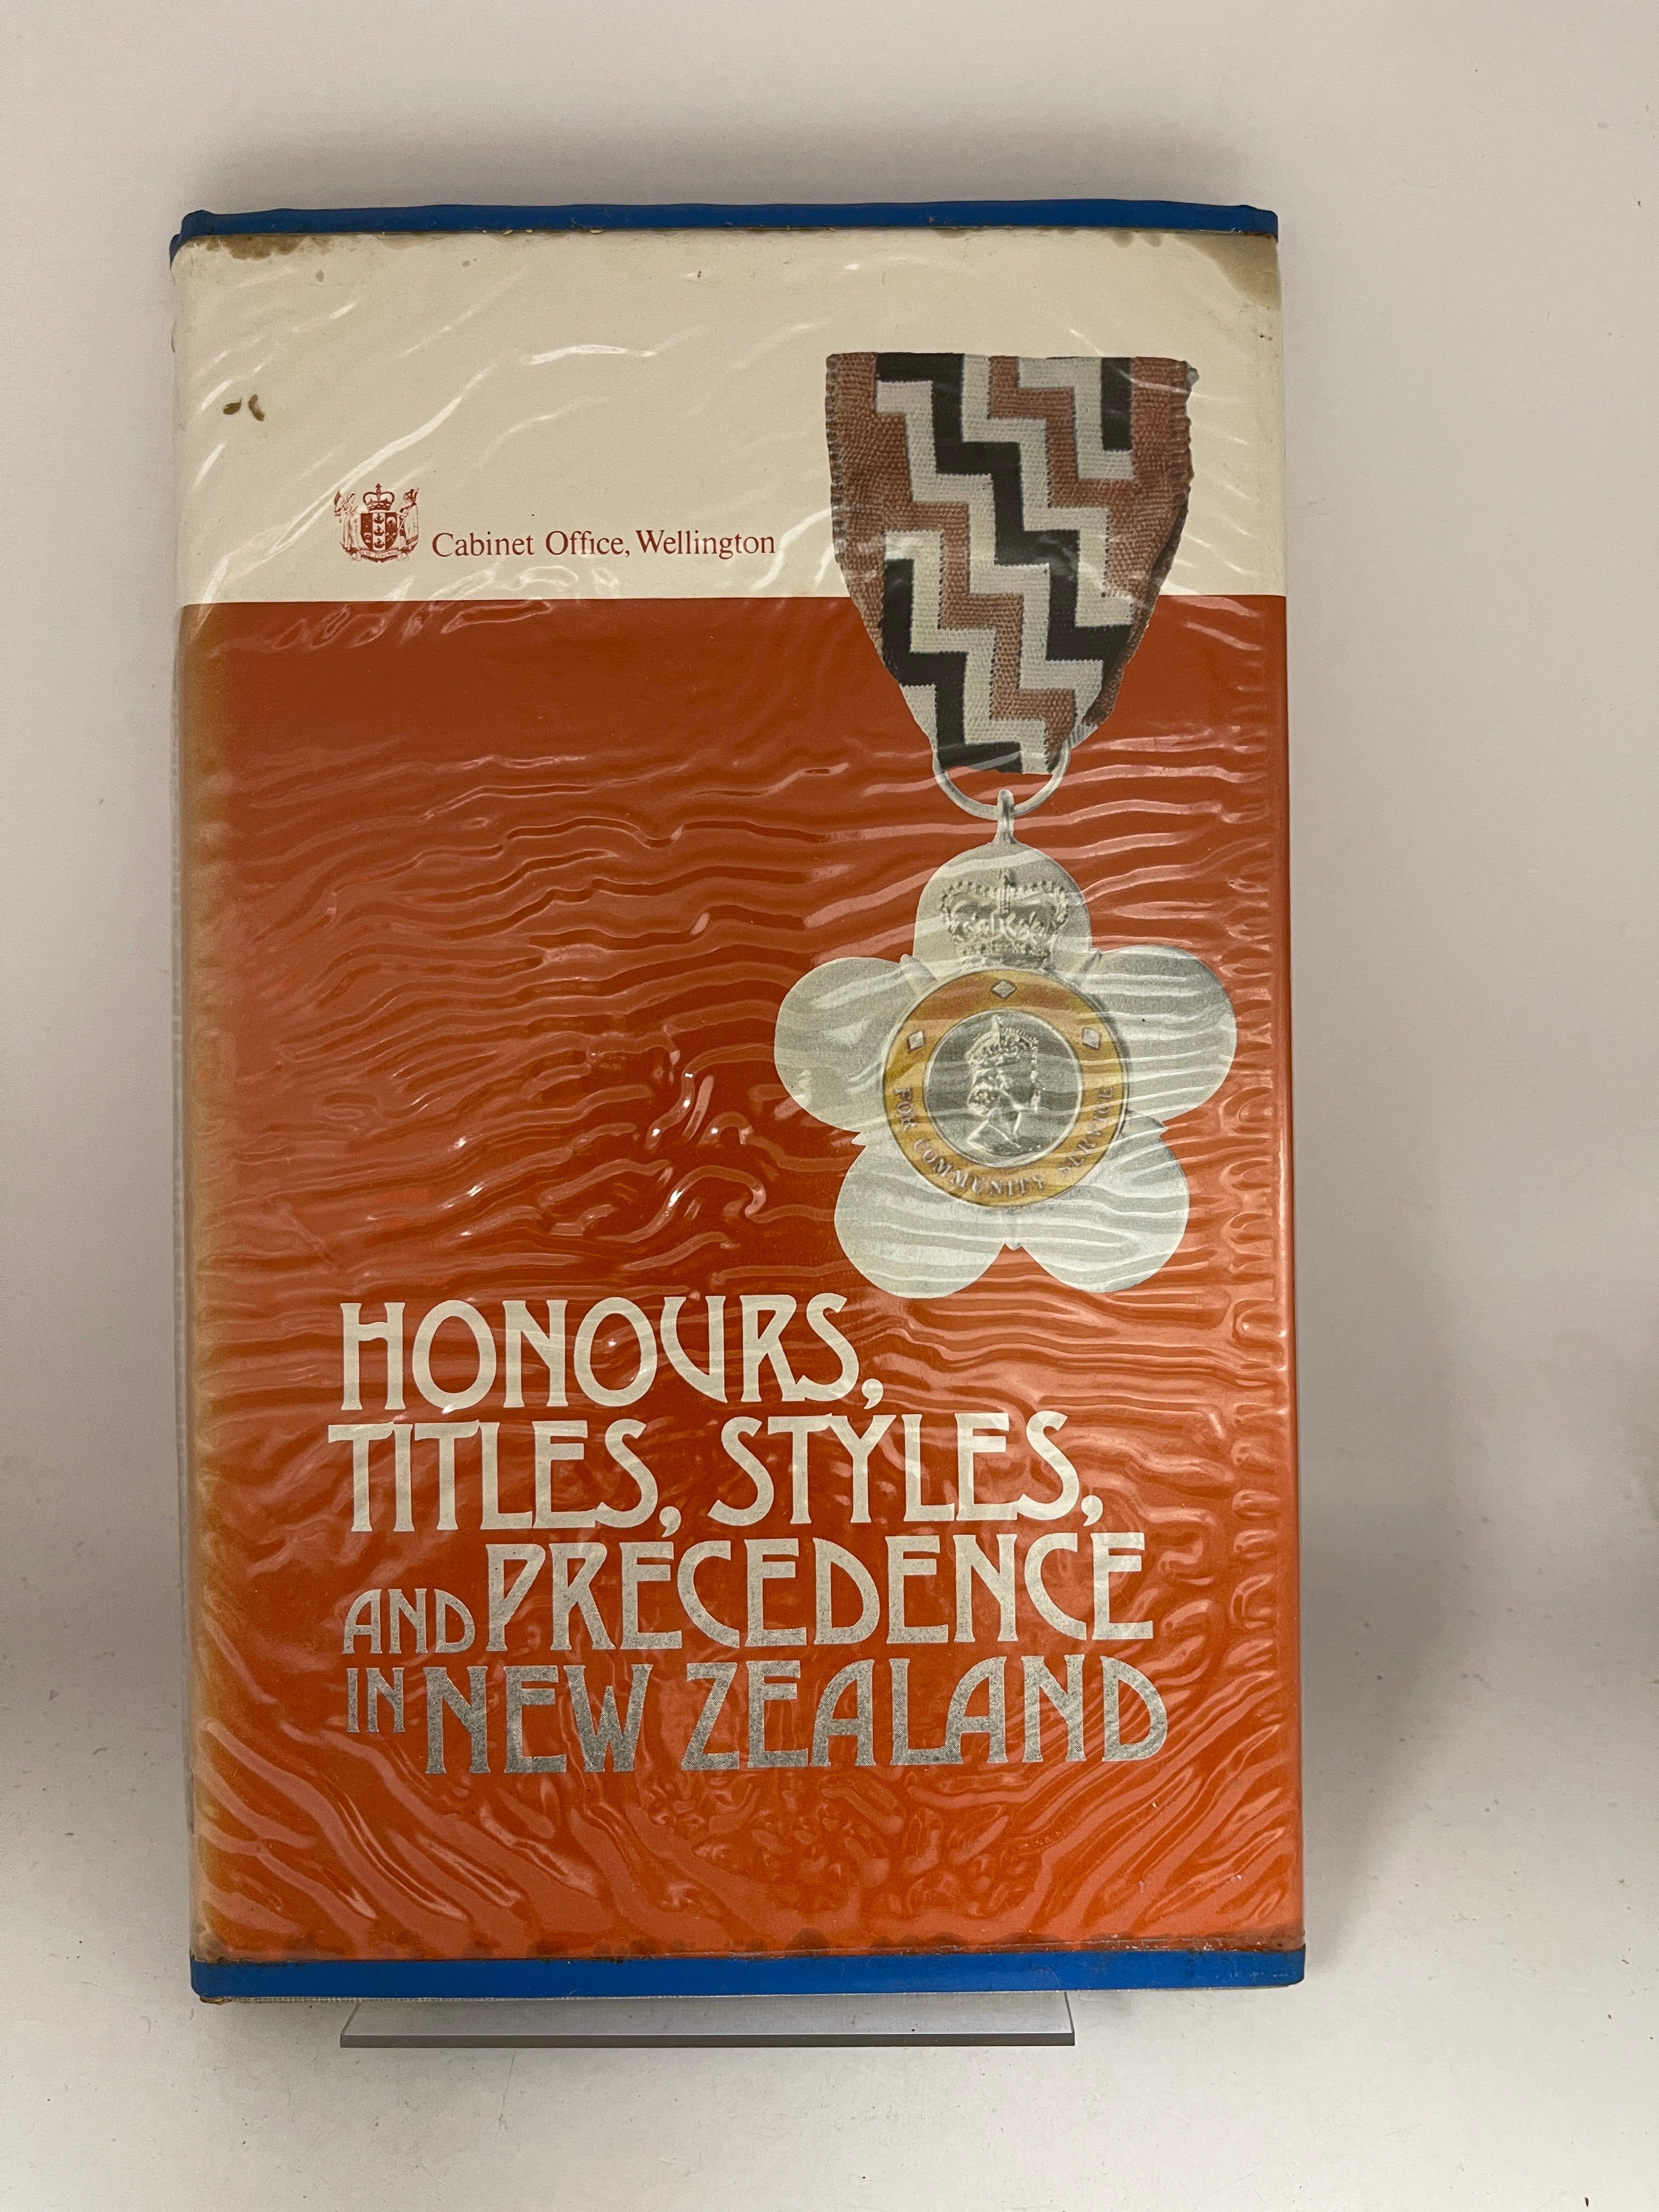 Cabinet Office, Wellington
FOR COMMUNITY SERVICE
HONOURS,
TITLES, STYLES,
AND PRECEDENCE
IN NEW ZEALAND